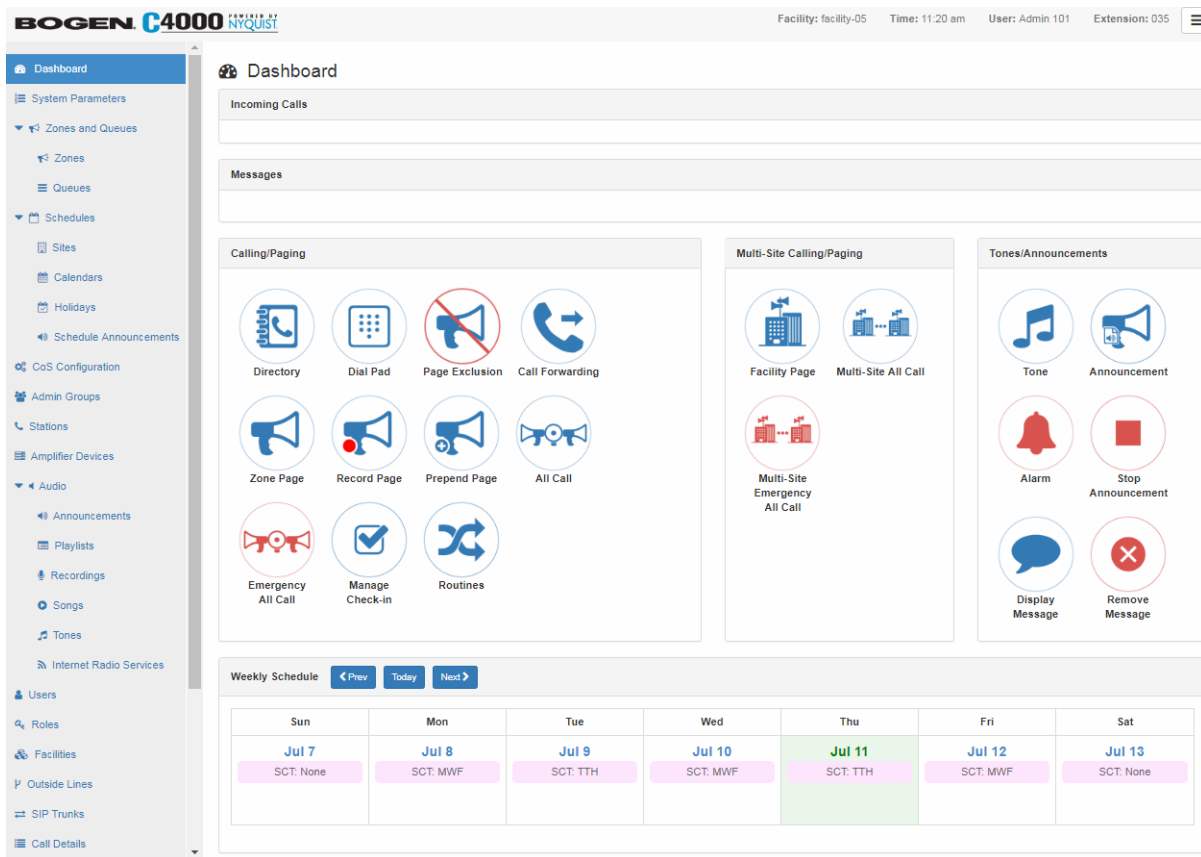 BOGEN. C4000 POWERED BY NYQUIST
Facility: facility-05 Time: 11:20 am User: Admin 101 Extension: 035
Dashboard
System Parameters
Zones and Queues
Zones
Queues
Schedules
Sites
Calendars
Holidays
Schedule Announcements
CoS Configuration
Admin Groups
Stations
Amplifier Devices
Audio
Announcements
Playlists
Recordings
Songs
Tones
Internet Radio Services
Users
Roles
Facilities
Outside Lines
SIP Trunks
Call Details
Dashboard
Incoming Calls
Messages
Calling/Paging
Directory Dial Pad Page Exclusion Call Forwarding
Zone Page Record Page Prepend Page All Call
Emergency Manage Routines
All Call Check-in
Multi-Site Calling/Paging
Facility Page Multi-Site All Call
Multi-Site
Emergency
All Call
Tones/Announcements
Tone Announcement
Alarm Stop
Announcement
Display Remove
Message Message
Weekly Schedule Prev Today Next
Sun Mon Tue Wed Thu Fri Sat
Jul 7 Jul 8 Jul 9 Jul 10 Jul 11 Jul 12 Jul 13
SCT: None SCT: MWF SCT: TTH SCT: MWF SCT: TTH SCT: MWF SCT: None